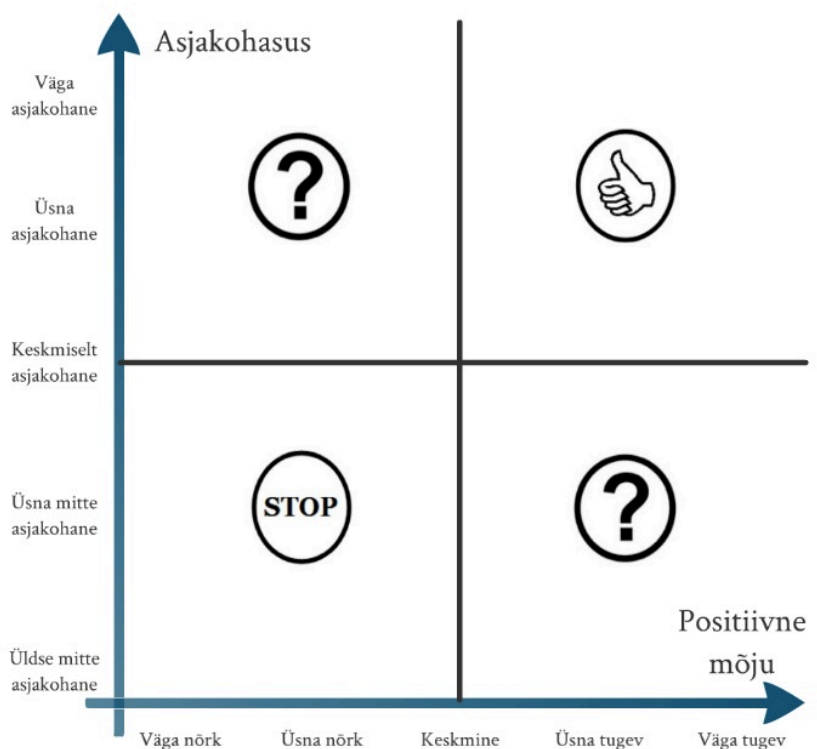 Asjakohasus
Väga
asjakohane
?
Üsna
asjakohane
Keskmiselt
asjakohane
Üsna mitte
asjakohane
STOP
?
Positiivne
mõju
Üldse mitte
asjakohane
Väga nõrk
Üsna nõrk
Keskmine
Üsna tugev
Väga tugev